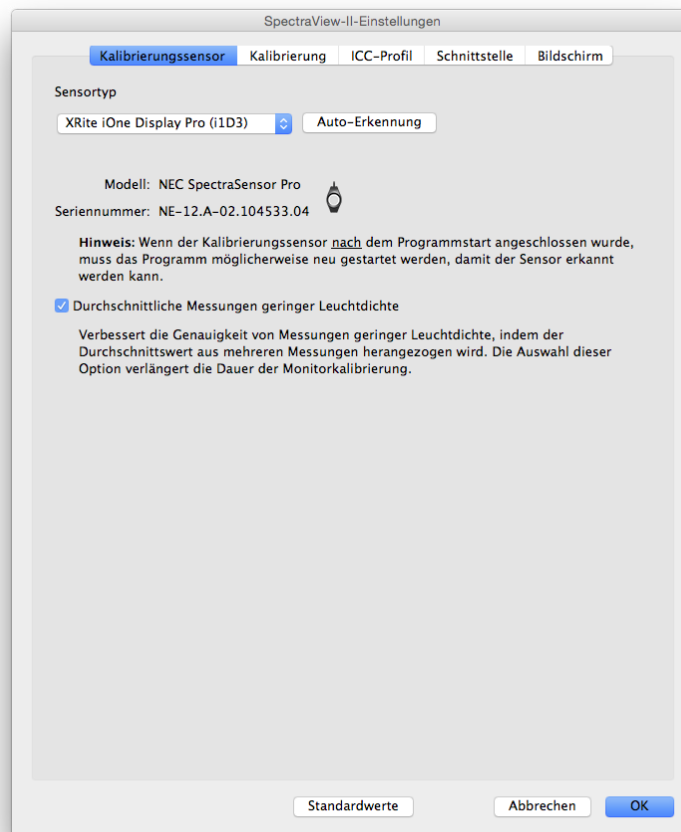 SpectraView-II-Einstellungen
Kalibrierungssensor Kalibrierung ICC-Profil Schnittstelle Bildschirm
Sensortyp
XRite iOne Display Pro (i1D3) Auto-Erkennung
Modell: NEC SpectraSensor Pro
Seriennummer: NE-12.A-02.104533.04
Hinweis: Wenn der Kalibrierungssensor nach dem Programmstart angeschlossen wurde,
muss das Programm möglicherweise neu gestartet werden, damit der Sensor erkannt
werden kann.
Durchschnittliche Messungen geringer Leuchtdichte
Verbessert die Genauigkeit von Messungen geringer Leuchtdichte, indem der
Durchschnittswert aus mehreren Messungen herangezogen wird. Die Auswahl dieser
Option verlängert die Dauer der Monitorkalibrierung.
Standardwerte Abbrechen OK